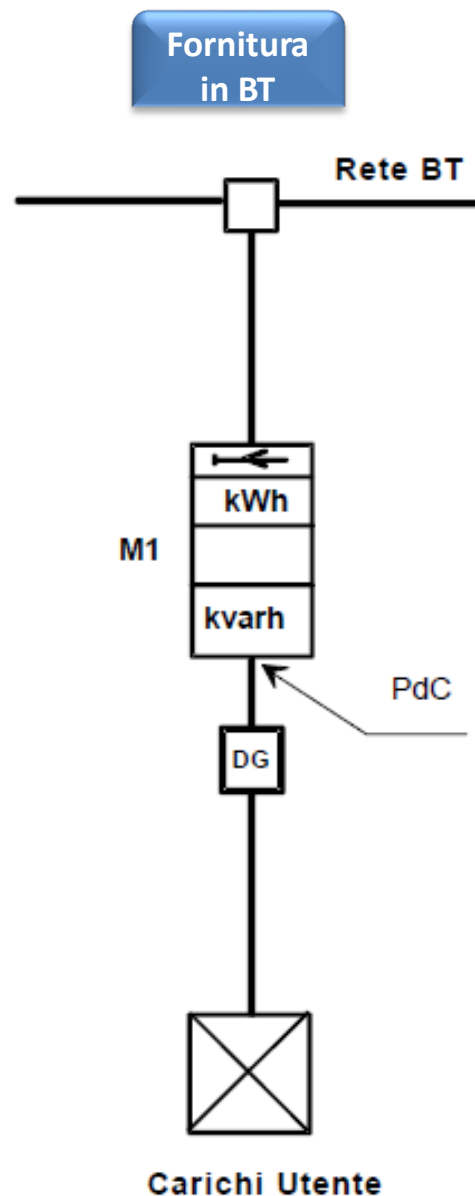 Fornitura
in BT
Rete BT
kWh
M1
kvarh
PdC
DG
Carichi Utente